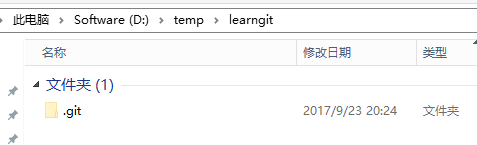 此电脑 Software (D:) temp learngit
名称 修改日期 类型
文件夹 (1)
.git 2017/9/23 20:24 文件夹